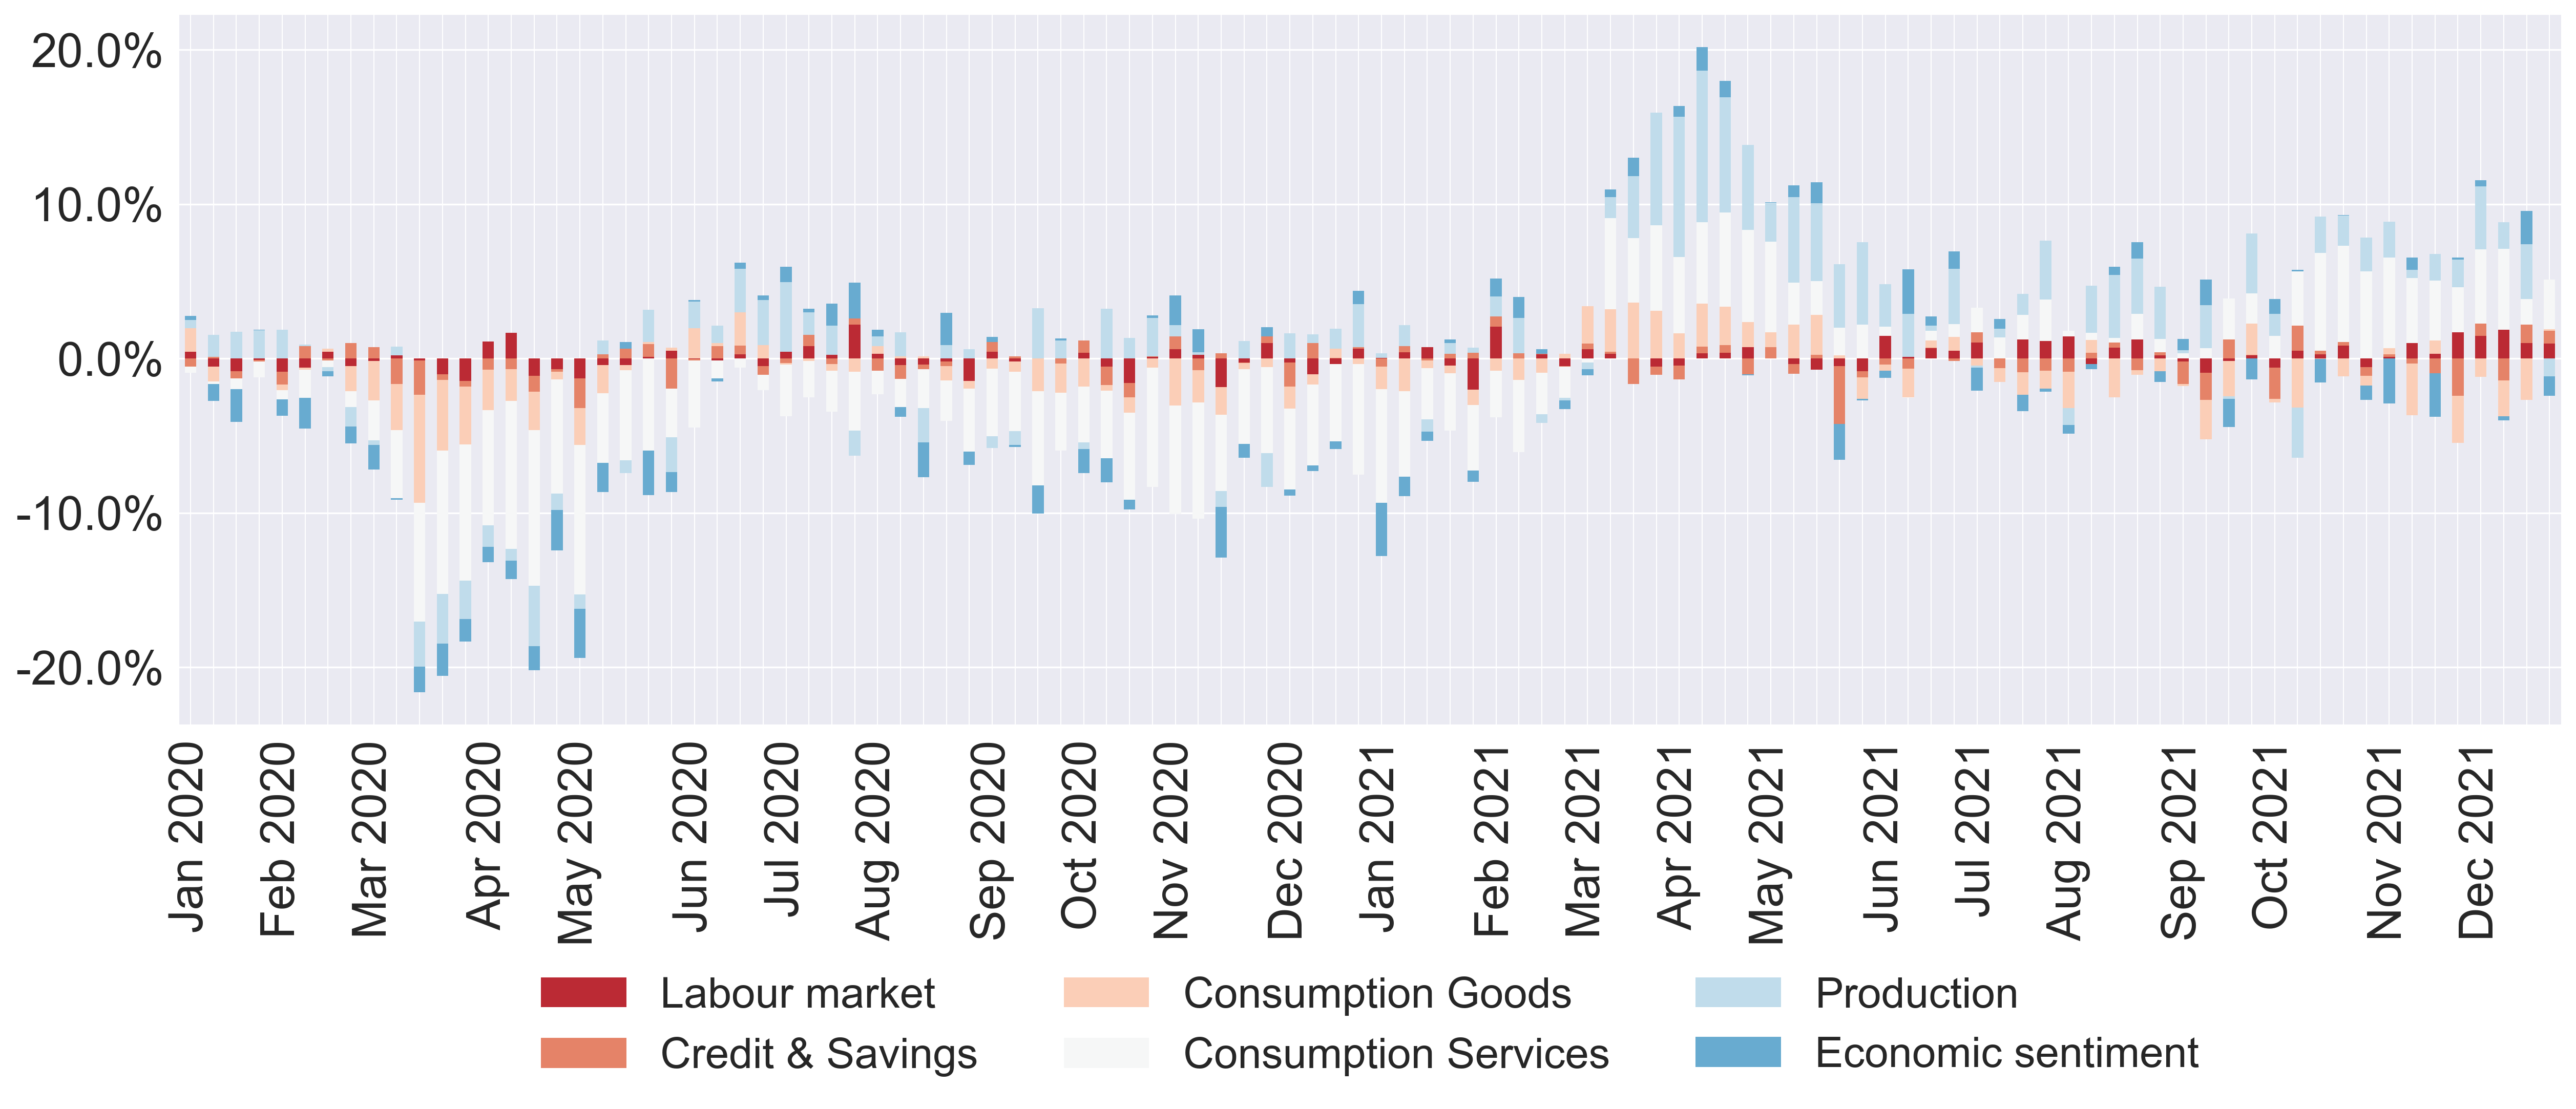 20.0%
10.0%
0.0%
-10.0%
-20.0%
Jan 2020
Feb 2020
Mar 2020
Apr 2020
May 2020
Jun 2020
Jul 2020
Aug 2020
Sep 2020
Oct 2020
Nov 2020
Dec 2020
Jan 2021
Feb 2021
Mar 2021
Apr 2021
May 2021
Jun 2021
Jul 2021
Aug 2021
Sep 2021
Oct 2021
Nov 2021
Dec 2021
Labour market
Consumption Goods
Production
Credit & Savings
Consumption Services
Economic sentiment